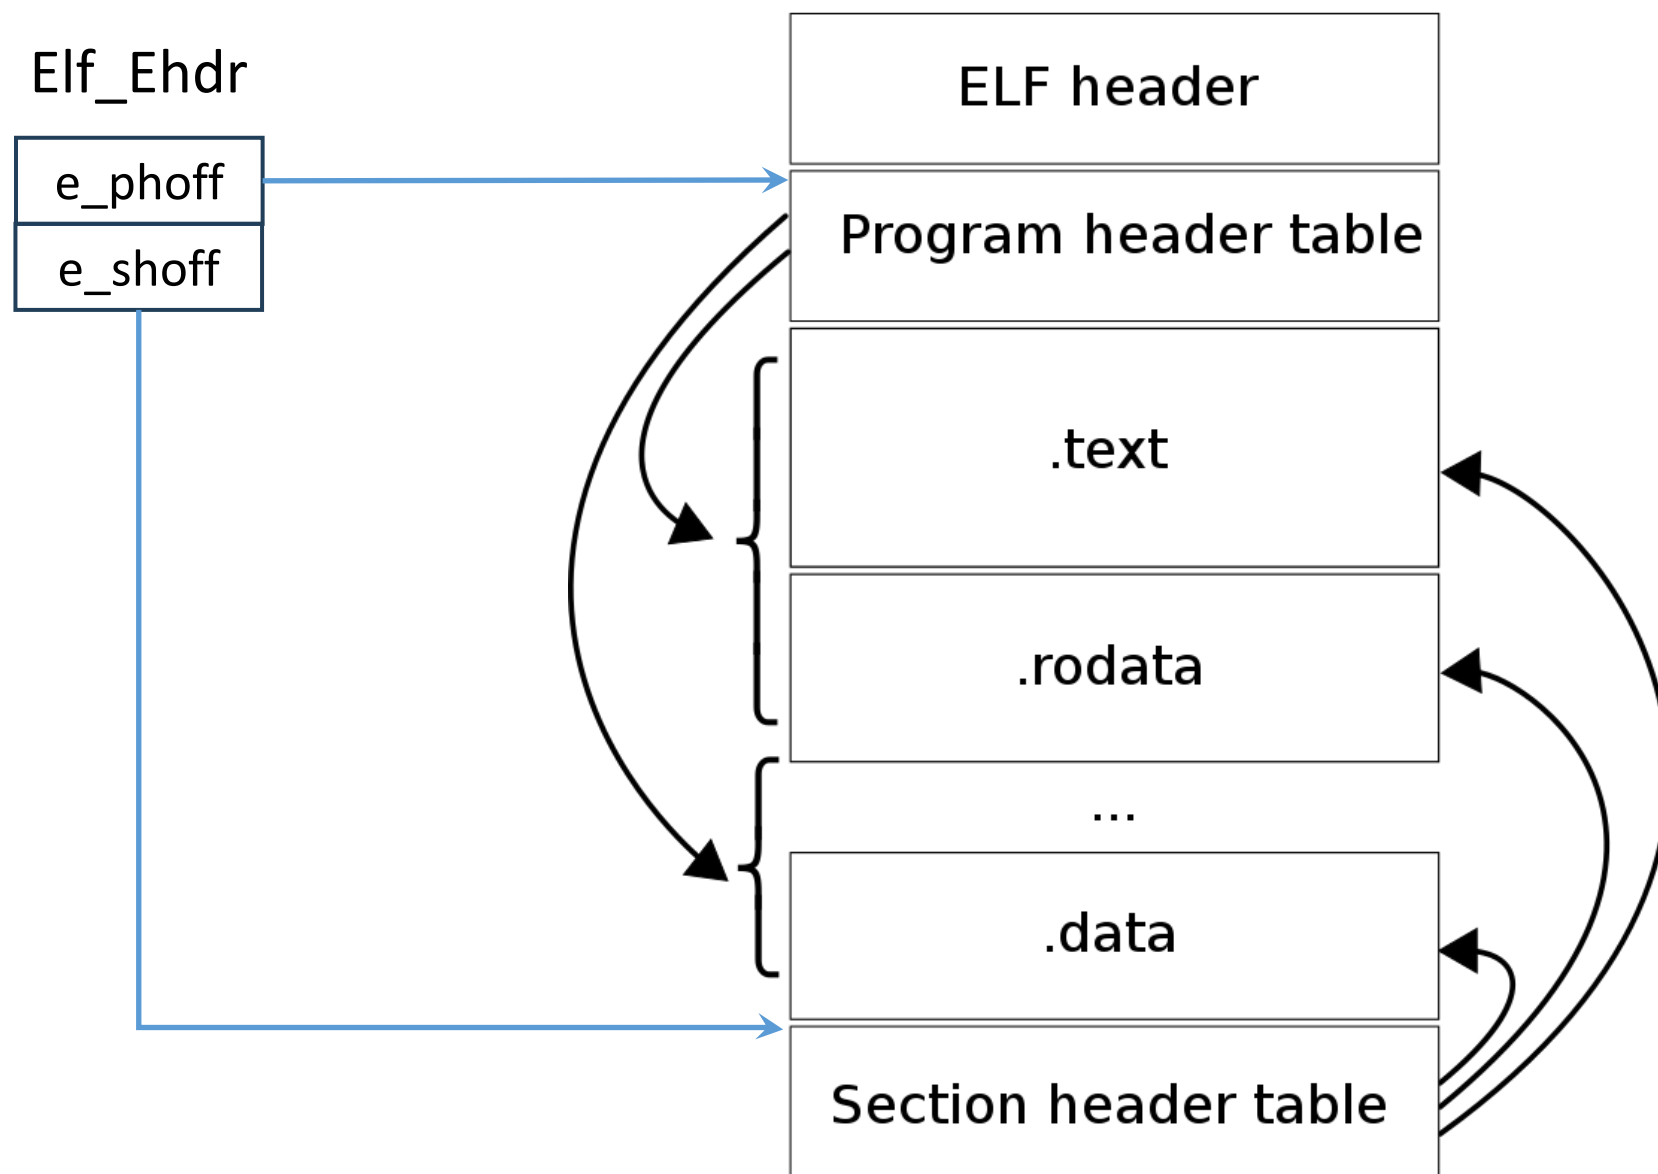 Elf_Ehdr
e_phoff
e_shoff
ELF header
Program header table
.text
.rodata
...
.data
Section header table